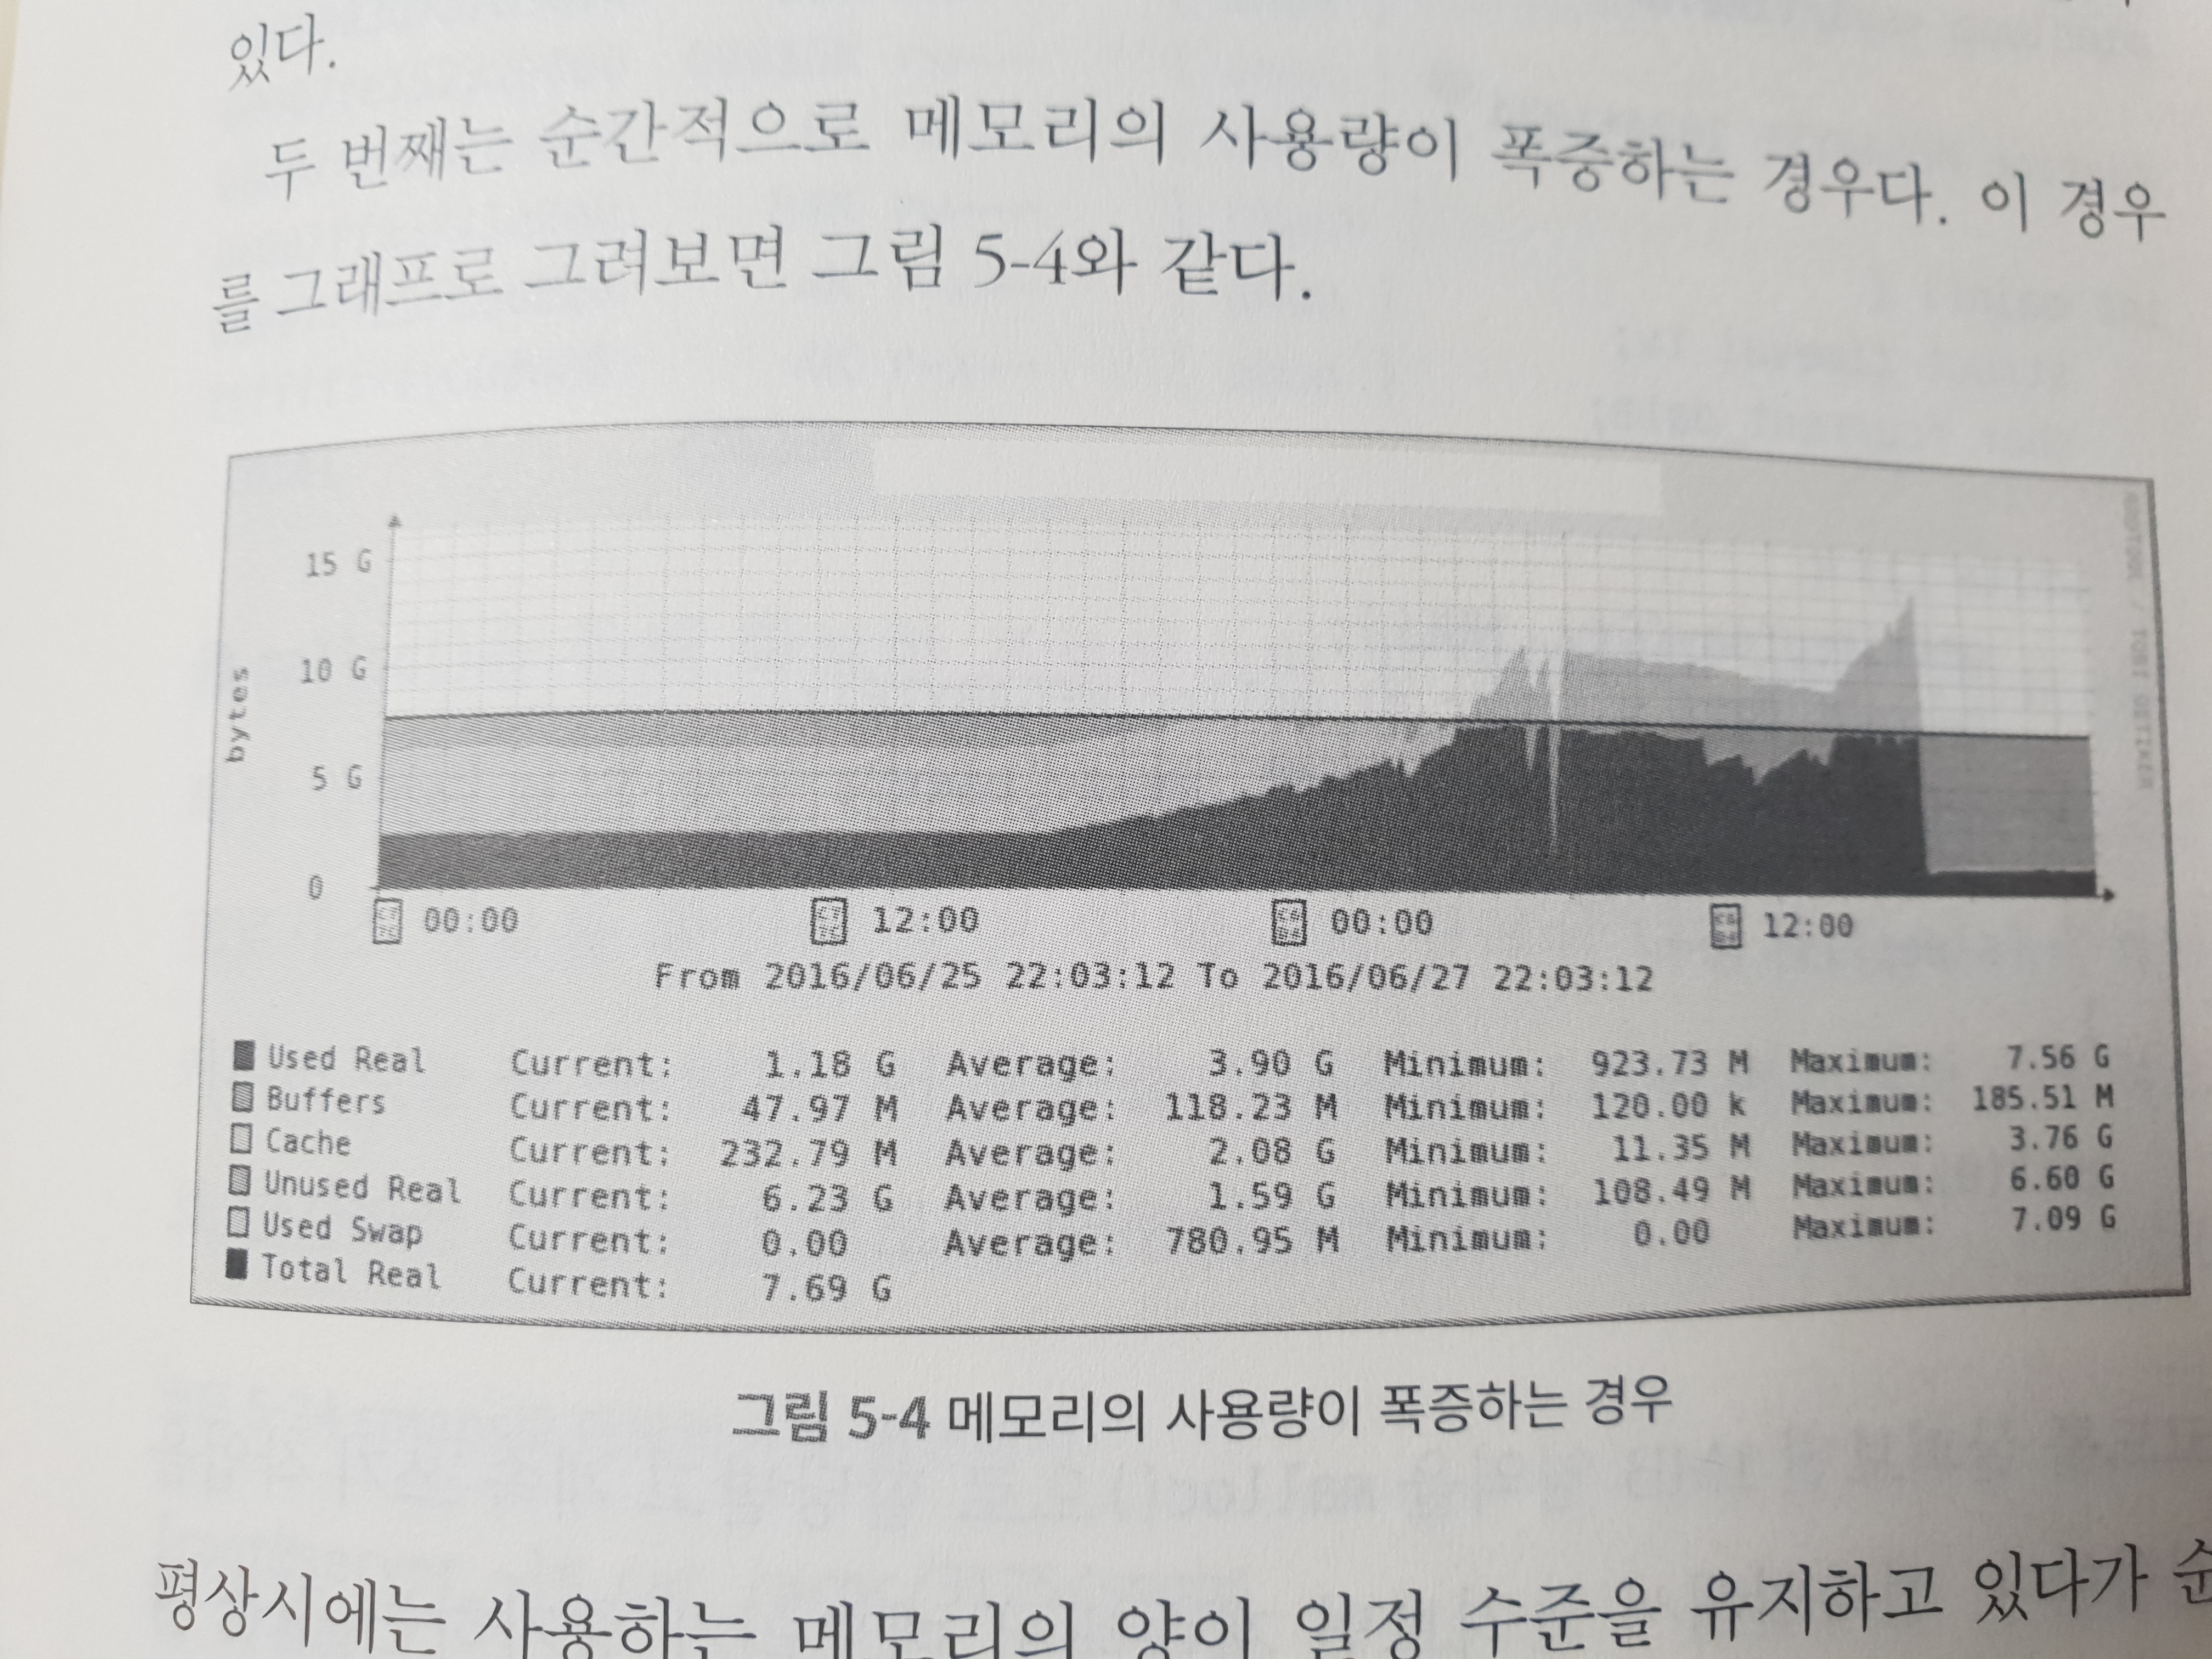 있다.
두 번째는 순간적으로 메모리의 사용량이 폭증하는 경우다. 이 경우
를 그래프로 그려보면 그림 5-4와 같다.
RRDTOOL / TOBI OETIKER
15 G
10 G
5 G
0
bytes
00:00 12:00 00:00 12:00
From 2016/06/25 22:03:12 To 2016/06/27 22:03:12
Used Real Current: 1.18 G Average: 3.90 G Minimum: 923.73 M Maximum: 7.56 G
Buffers Current: 47.97 M Average: 118.23 M Minimum: 120.00 k Maximum: 185.51 M
Cache Current: 232.79 M Average: 2.08 G Minimum: 11.35 M Maximum: 3.76 G
Unused Real Current: 6.23 G Average: 1.59 G Minimum: 108.49 M Maximum: 6.60 G
Used Swap Current: 0.00 Average: 780.95 M Minimum: 0.00 Maximum: 7.09 G
Total Real Current: 7.69 G
그림 5-4 메모리의 사용량이 폭증하는 경우
평상시에는 사용하는 메모리의 양이 일정 수준을 유지하고 있다가